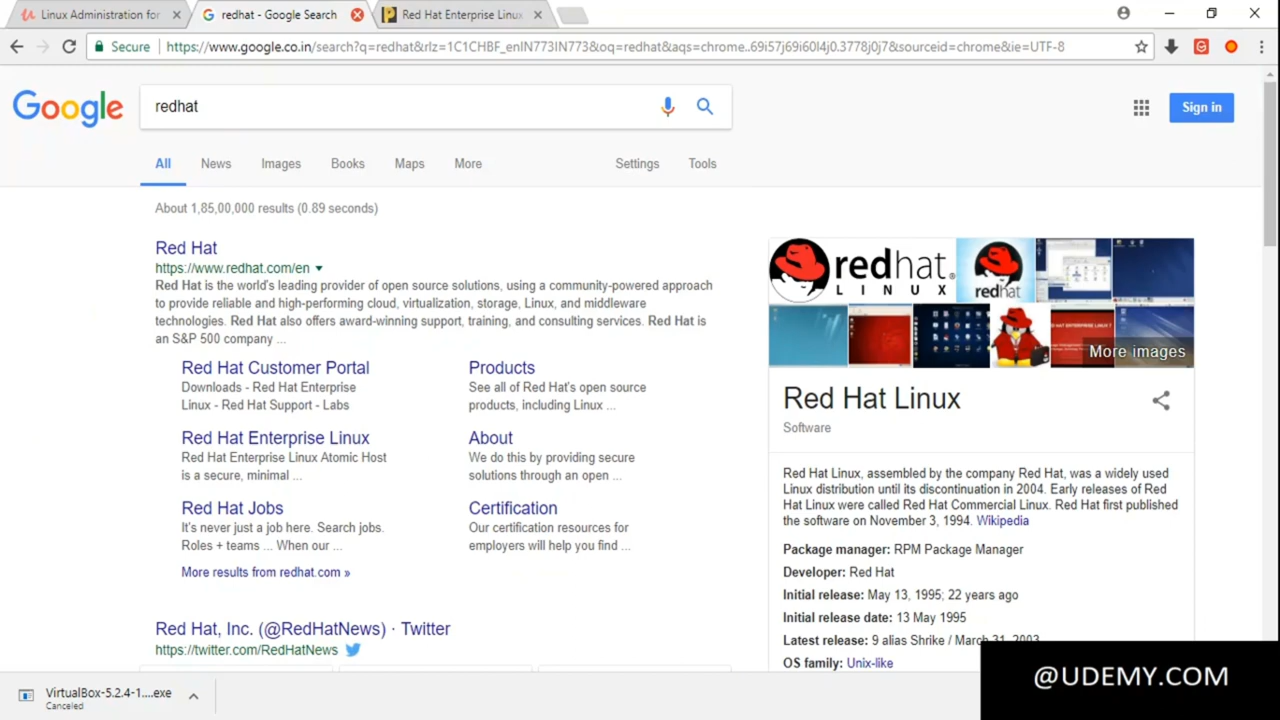 Linux Administration for
redhat - Google Search
Red Hat Enterprise Linux
Secure
https://www.google.co.in/search?q=redhat&rlz=1C1CHBF_enIN773IN773&oq=redhat&aqs=chrome..69i57j69i60l4j0.3778j0j7&sourceid=chrome&ie=UTF-8
Google
redhat
Sign in
All
News
Images
Books
Maps
More
Settings
Tools
About 1,85,00,000 results (0.89 seconds)
Red Hat
https://www.redhat.com/en
Red Hat is the world's leading provider of open source solutions, using a community-powered approach
to provide reliable and high-performing cloud, virtualization, storage, Linux, and middleware
technologies. Red Hat also offers award-winning support, training, and consulting services. Red Hat is
an S&P 500 company ...
Red Hat Customer Portal
Downloads - Red Hat Enterprise
Linux - Red Hat Support - Labs
Products
See all of Red Hat's open source
products, including Linux ...
Red Hat Enterprise Linux
Red Hat Enterprise Linux Atomic Host
is a secure, minimal ...
About
We do this by providing secure
solutions through an open ...
Red Hat Jobs
It's never just a job here. Search jobs.
Roles + teams ... When our ...
Certification
Our certification resources for
employers will help you find ...
More results from redhat.com »
Red Hat, Inc. (@RedHatNews) · Twitter
https://twitter.com/RedHatNews
redhat.
LINUX
redhat
More images
Red Hat Linux
Software
Red Hat Linux, assembled by the company Red Hat, was a widely used
Linux distribution until its discontinuation in 2004. Early releases of Red
Hat Linux were called Red Hat Commercial Linux. Red Hat first published
the software on November 3, 1994. Wikipedia
Package manager: RPM Package Manager
Developer: Red Hat
Initial release: May 13, 1995; 22 years ago
Initial release date: 13 May 1995
Latest release: 9 alias Shrike / March 31, 2003
OS family: Unix-like
VirtualBox-5.2.4-1....exe
Canceled
@UDEMY.COM